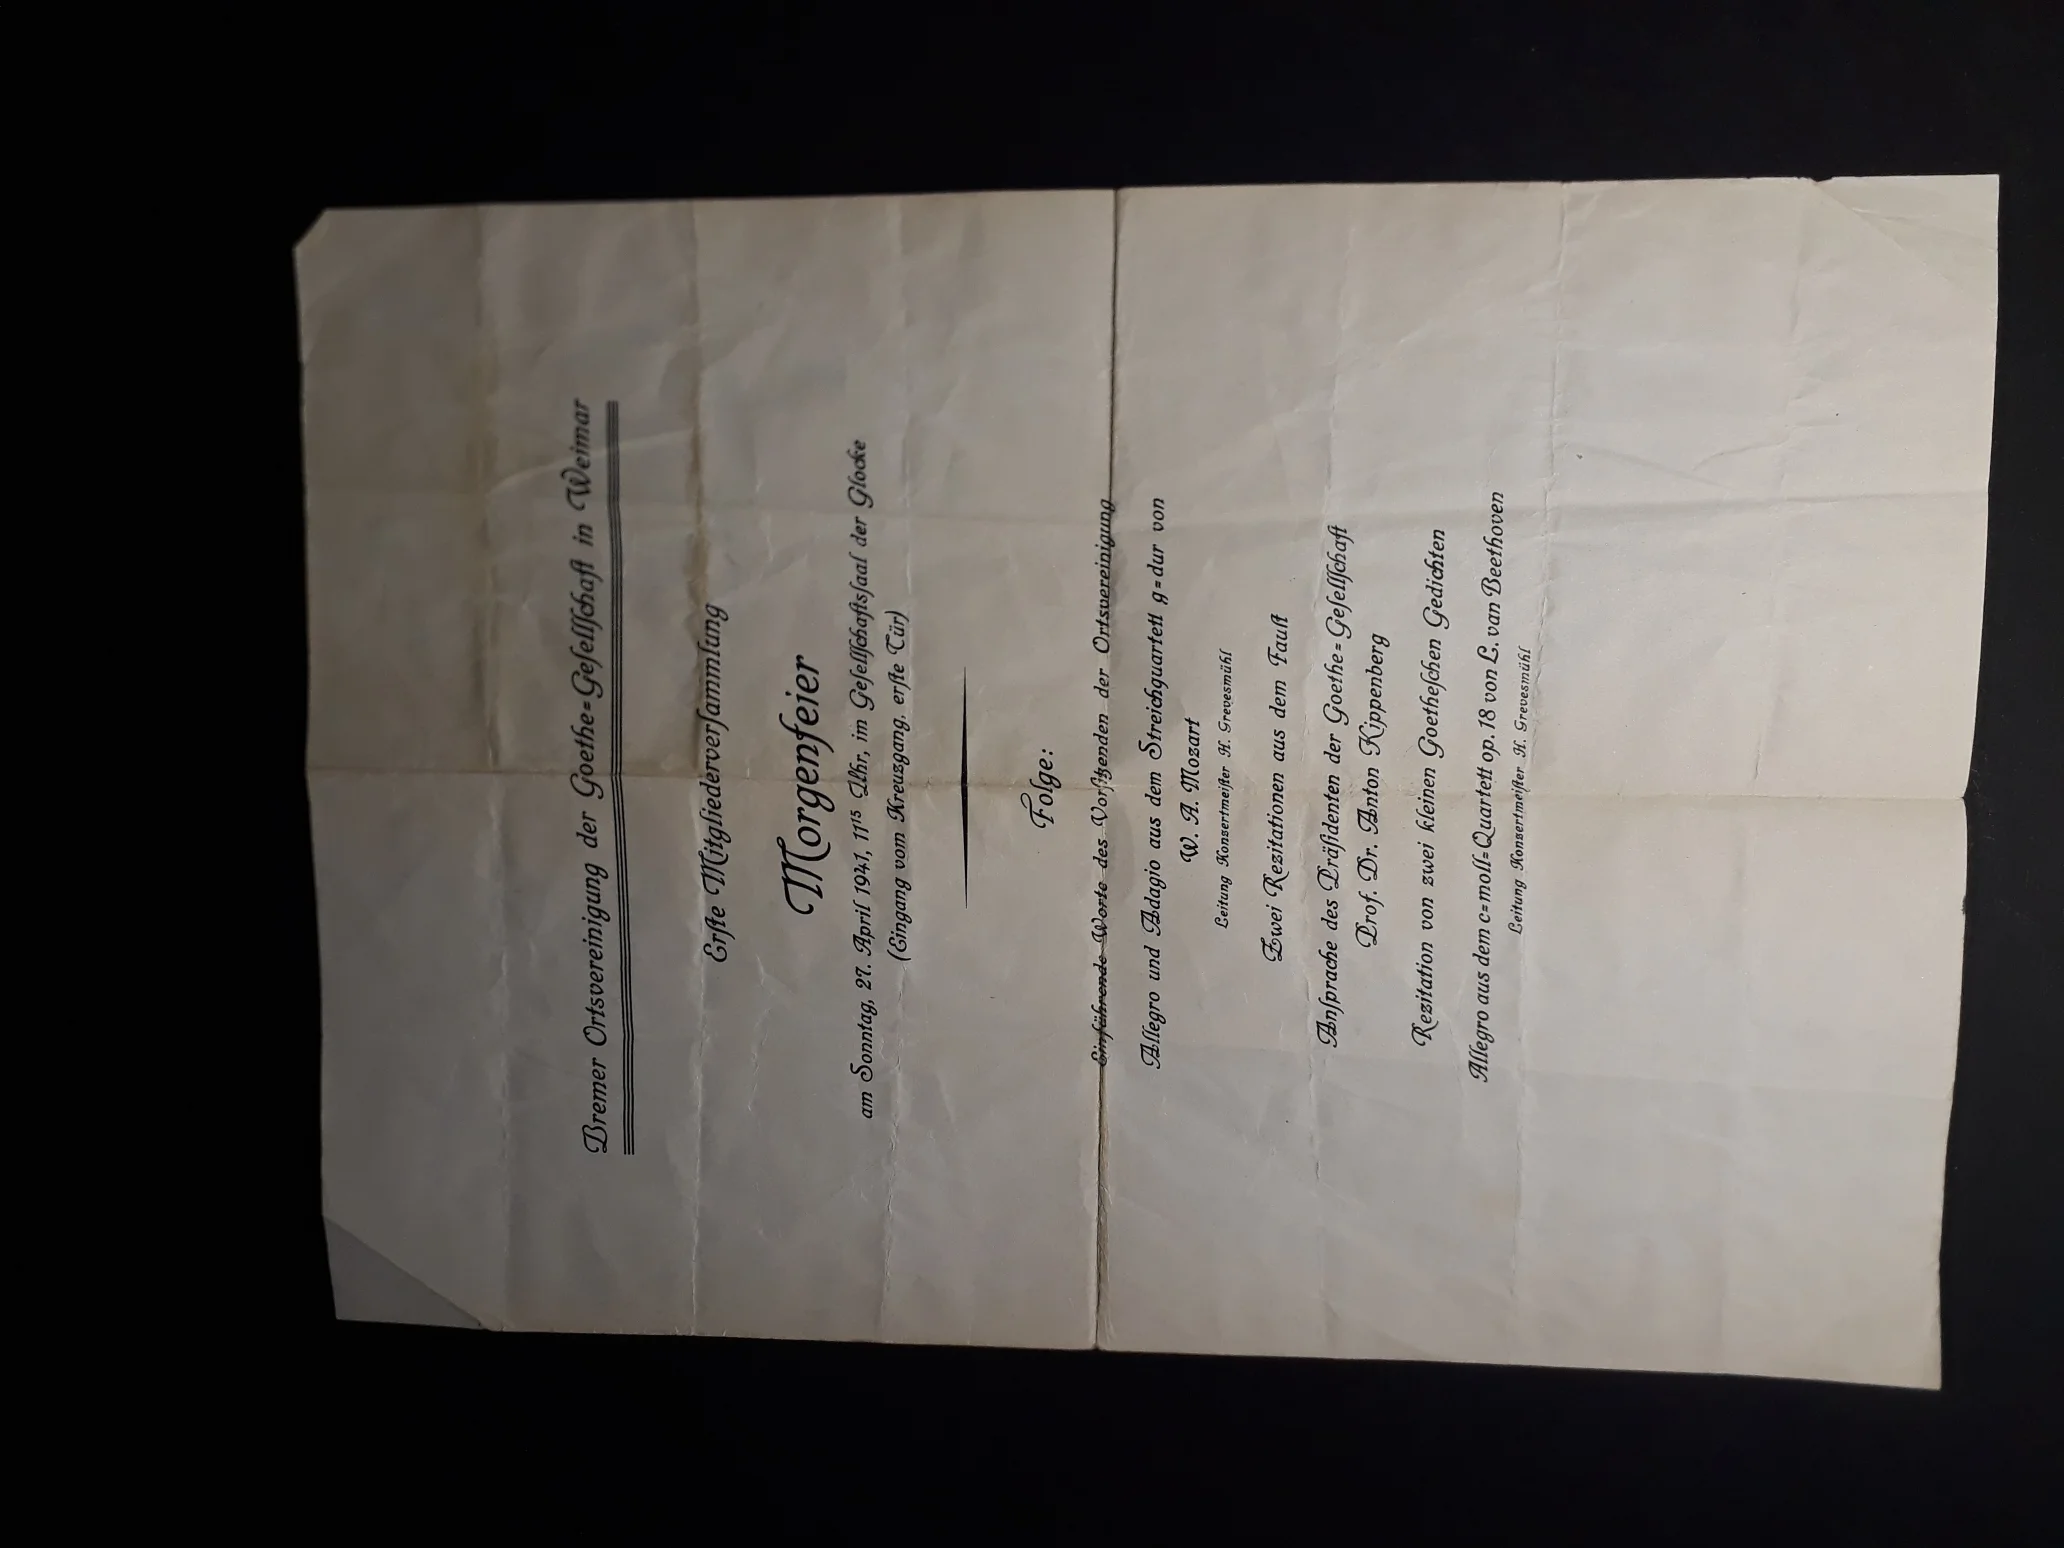 Bremer Ortsvereinigung der Goethe=Geſellſchaft in Weimar
Erſte Mitgliederverſammlung
Morgenfeier
am Sonntag, 27. April 1941, 11¹⁵ Uhr, im Geſellſchaftsſaal der Glocke
(Eingang vom Kreuzgang, erſte Tür)
Folge:
Einführende Worte des Vorſitzenden der Ortsvereinigung
Allegro und Adagio aus dem Streichquartett g=dur von
W. A. Mozart
Leitung Konzertmeiſter H. Grevesmühl
Zwei Rezitationen aus dem Fauſt
Anſprache des Präſidenten der Goethe=Geſellſchaft
Prof. Dr. Anton Kippenberg
Rezitation von zwei kleinen Goetheſchen Gedichten
Allegro aus dem c=moll=Quartett op. 18 von L. van Beethoven
Leitung Konzertmeiſter H. Grevesmühl